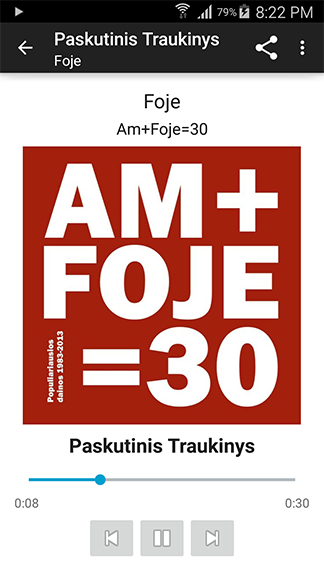 79% 8:22 PM
Paskutinis Traukinys
Foje
Foje
Am+Foje=30
AM+
FOJE
=30
Populiariausios
dainos 1983-2013
Paskutinis Traukinys
0:08
0:30